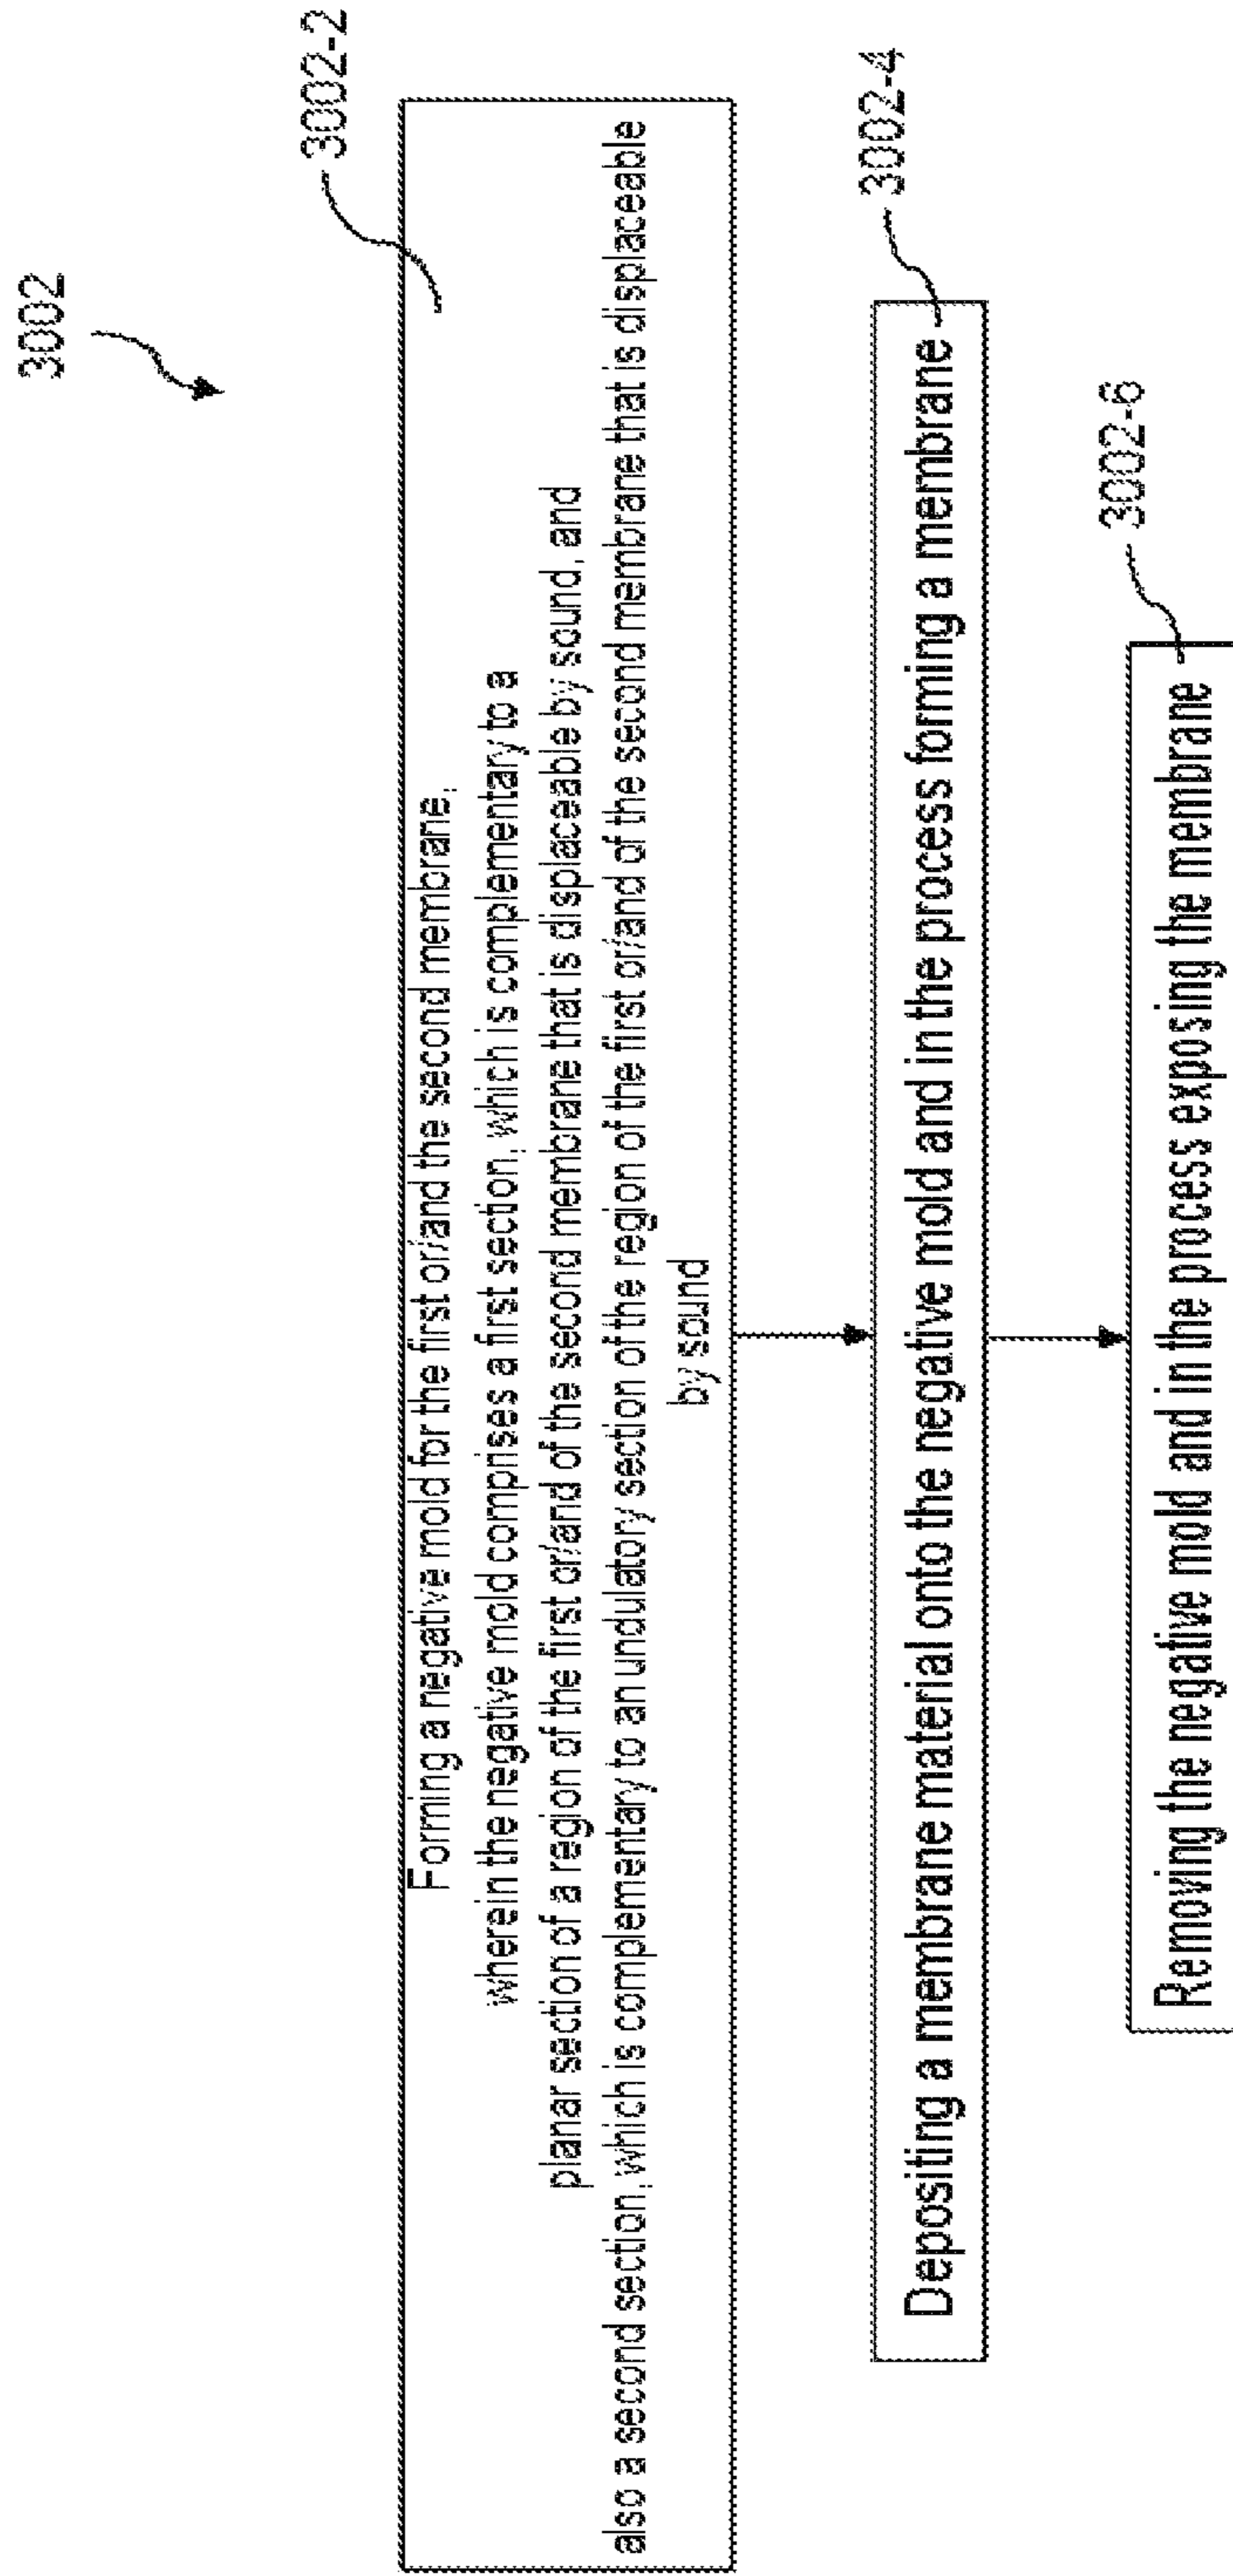 3002
3002-2
Forming a negative mold for the first or/and the second membrane,
wherein the negative mold comprises a first section, which is complementary to a
planar section of a region of the first or/and of the second membrane that is displaceable by sound, and
also a second section, which is complementary to an undulatory section of the region of the first or/and of the second membrane that is displaceable
by sound
3002-4
Depositing a membrane material onto the negative mold and in the process forming a membrane
3002-6
Removing the negative mold and in the process exposing the membrane